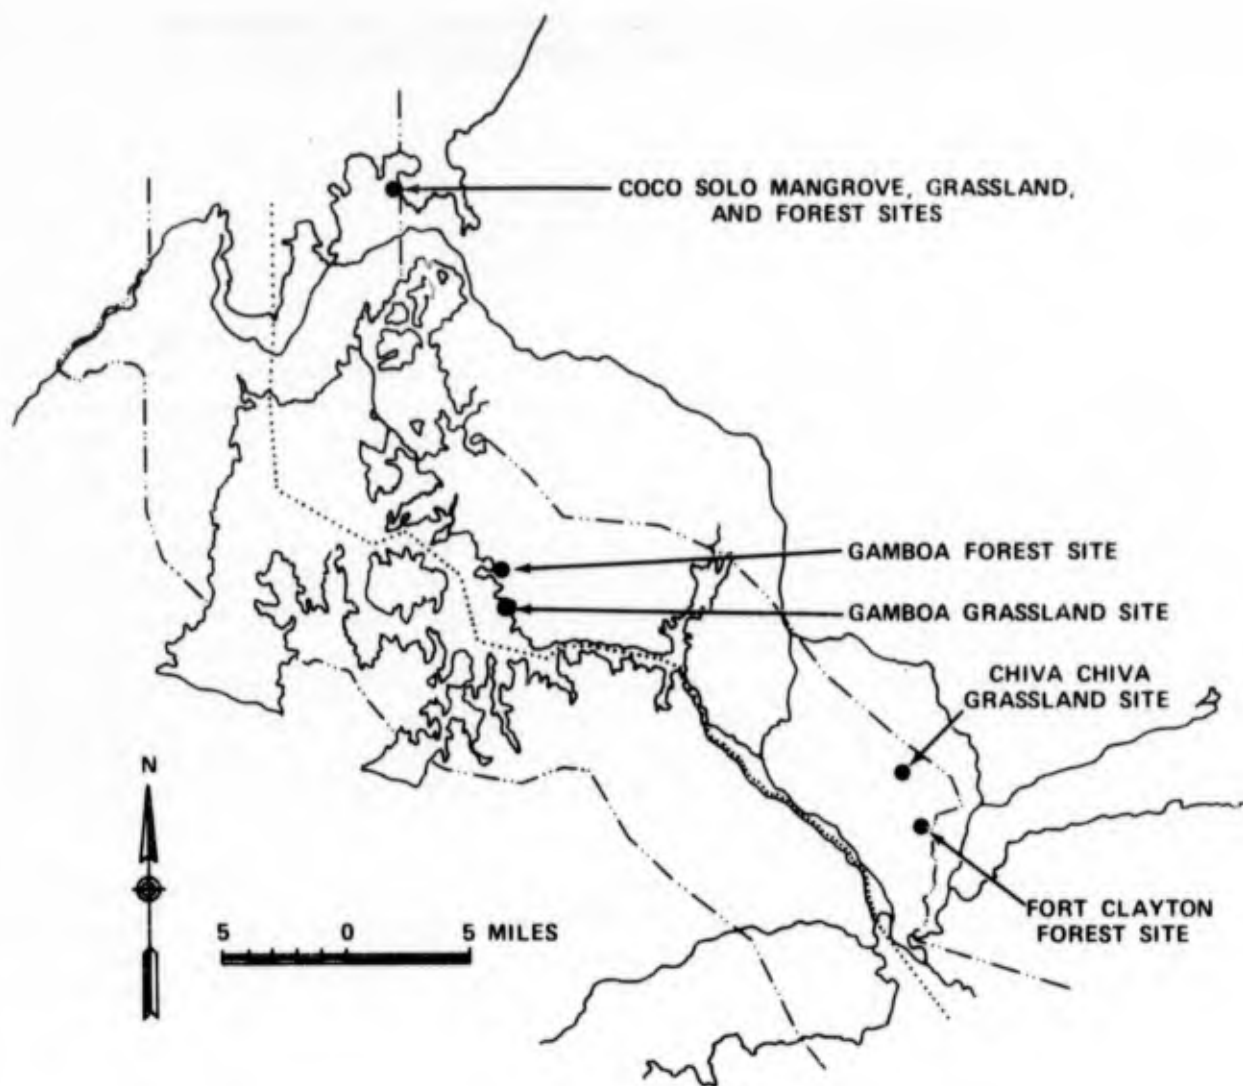 COCO SOLO MANGROVE, GRASSLAND,
AND FOREST SITES
GAMBOA FOREST SITE
GAMBOA GRASSLAND SITE
CHIVA CHIVA
GRASSLAND SITE
N
5 0 5 MILES
FORT CLAYTON
FOREST SITE